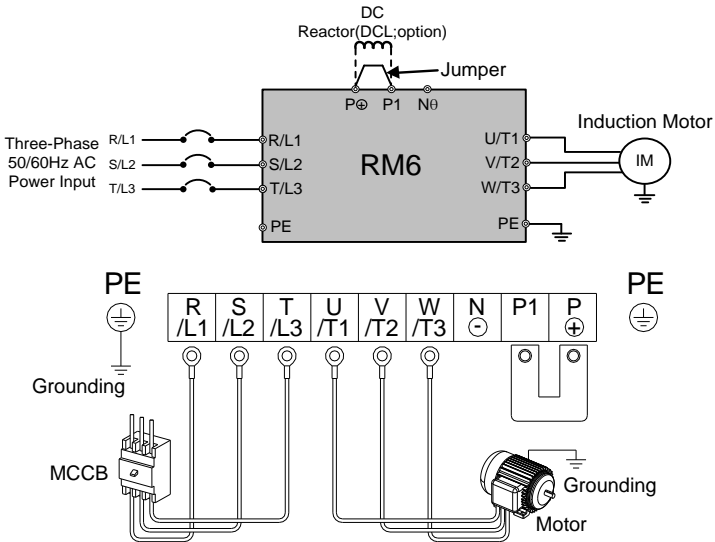 DC
Reactor(DCL;option)
Jumper
P⊕ P1 Nθ
Induction Motor
Three-Phase
50/60Hz AC
Power Input
R/L1
S/L2
T/L3
R/L1
S/L2
T/L3
PE
RM6
U/T1
V/T2
W/T3
PE
IM
PE
PE
R
/L1
S
/L2
T
/L3
U
/T1
V
/T2
W
/T3
N
⊖
P1
P
⊕
Grounding
MCCB
Grounding
Motor